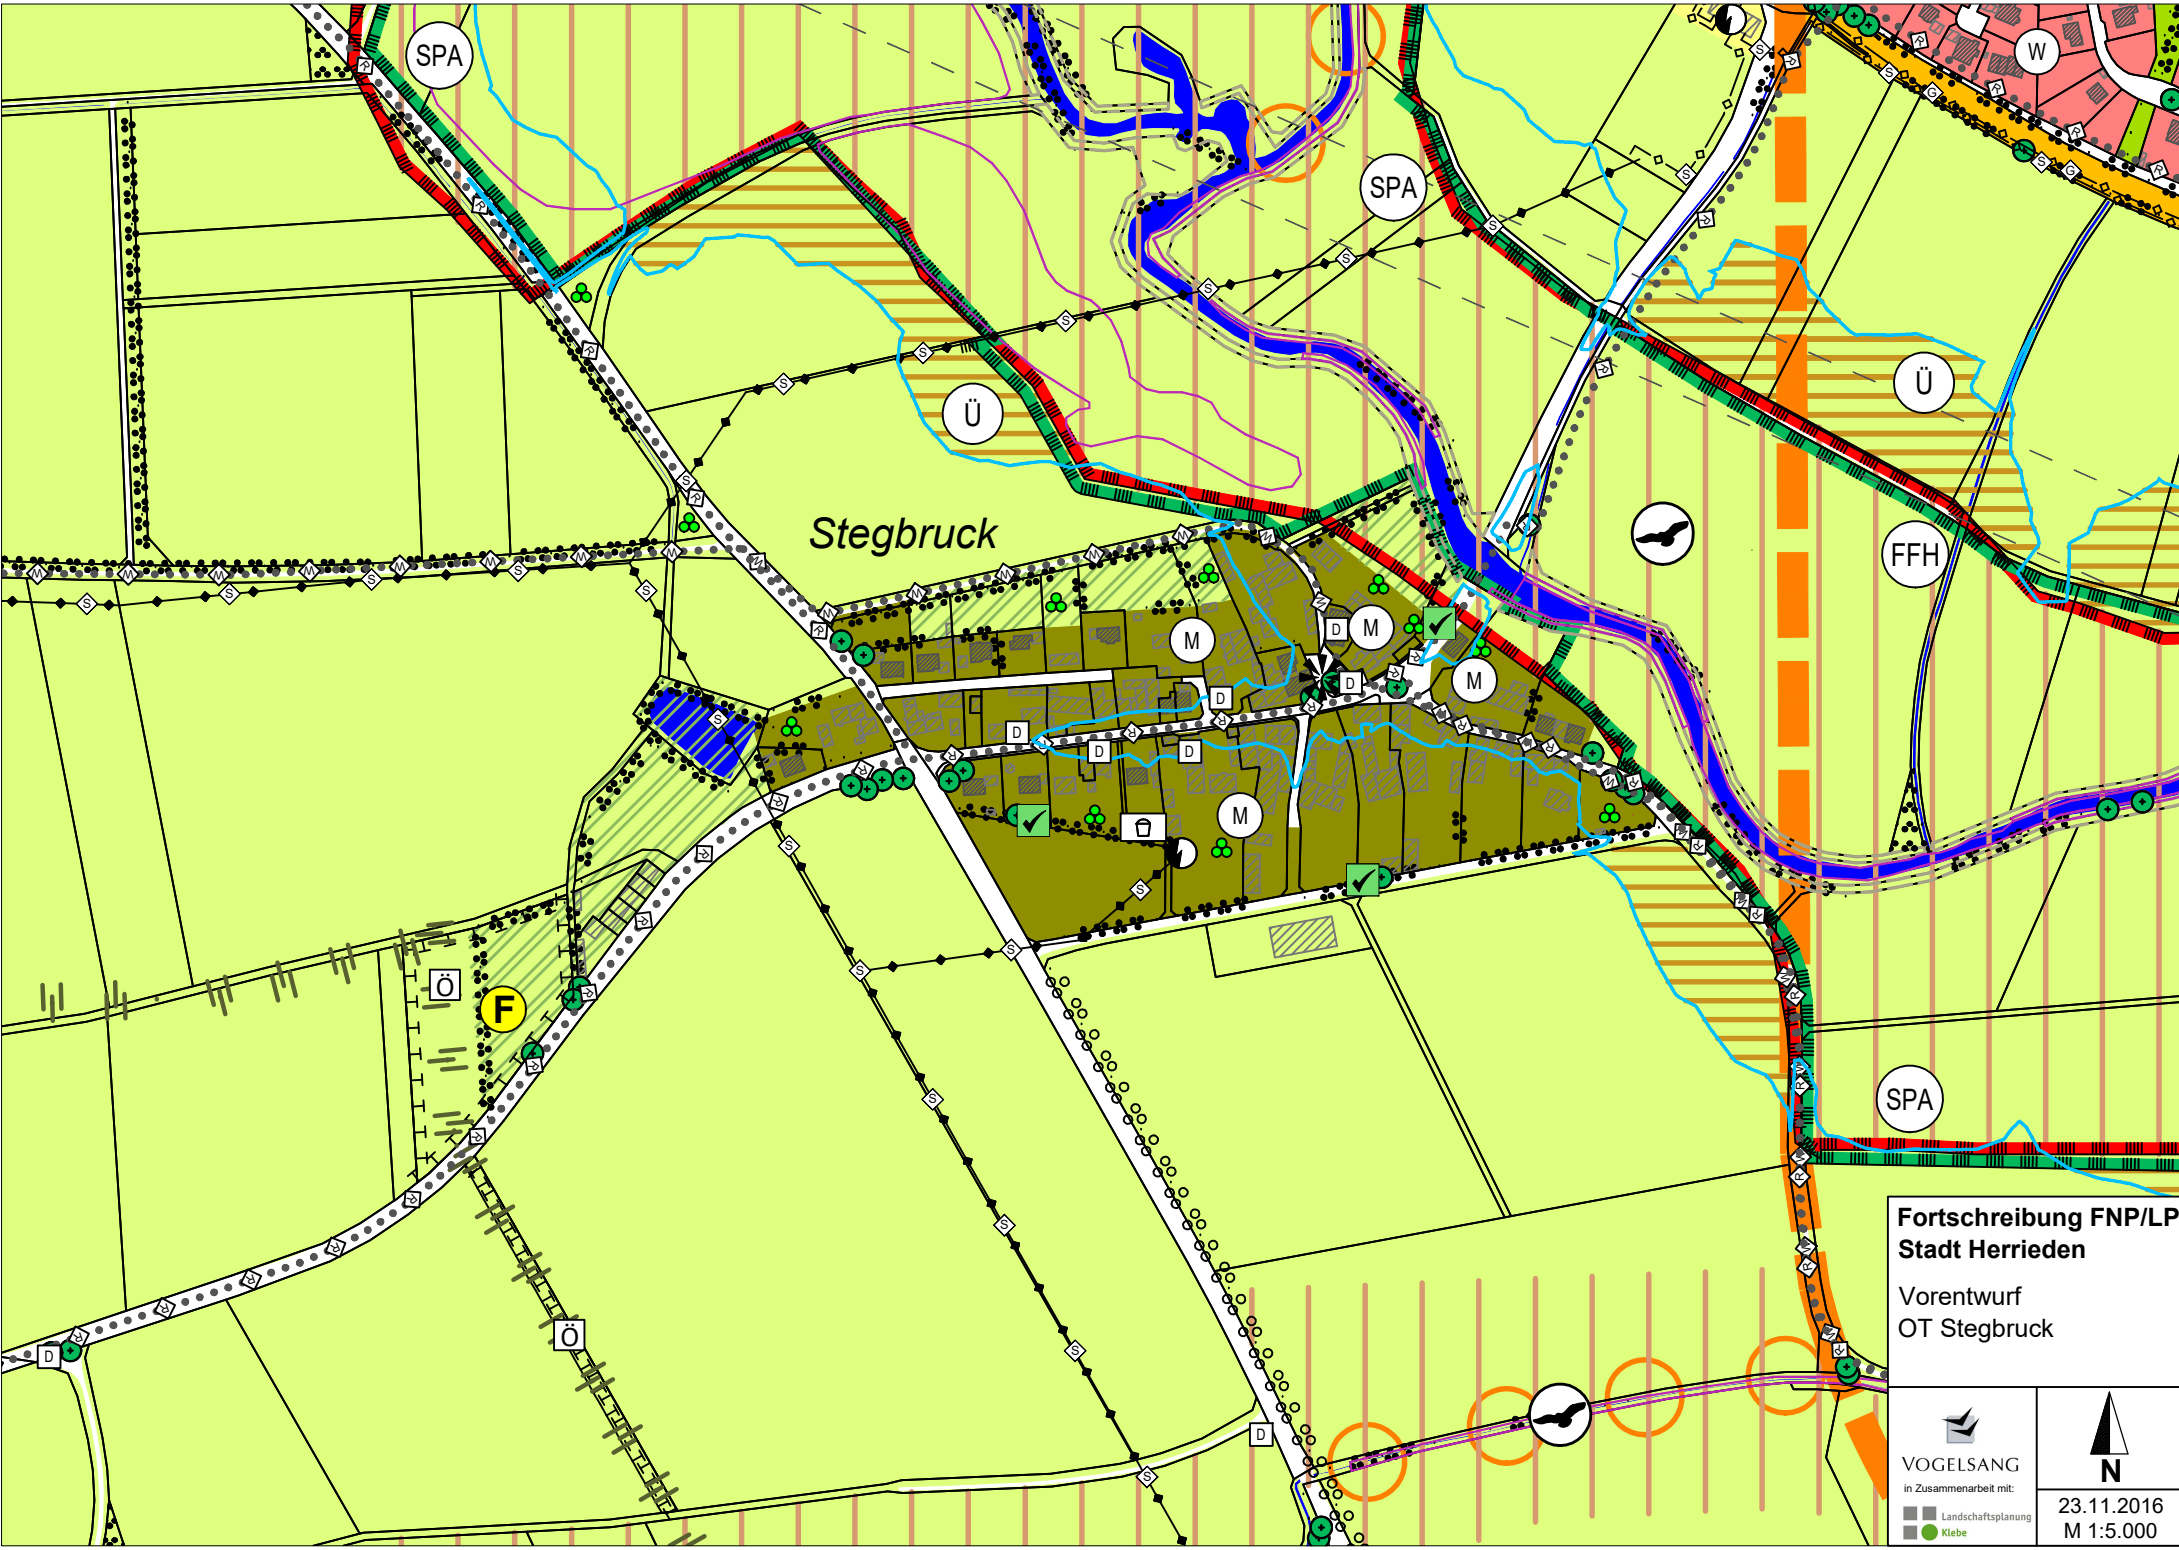 SPA
W
SPA
Ü
Ü
Stegbruck
FFH
M
D
M
D
M
D
D
D
D
M
Ö
F
SPA
Ö
D
D
Fortschreibung FNP/LP
Stadt Herrieden
Vorentwurf
OT Stegbruck
VOGELSANG
in Zusammenarbeit mit:
Landschaftsplanung
Klebe
N
23.11.2016
M 1:5.000